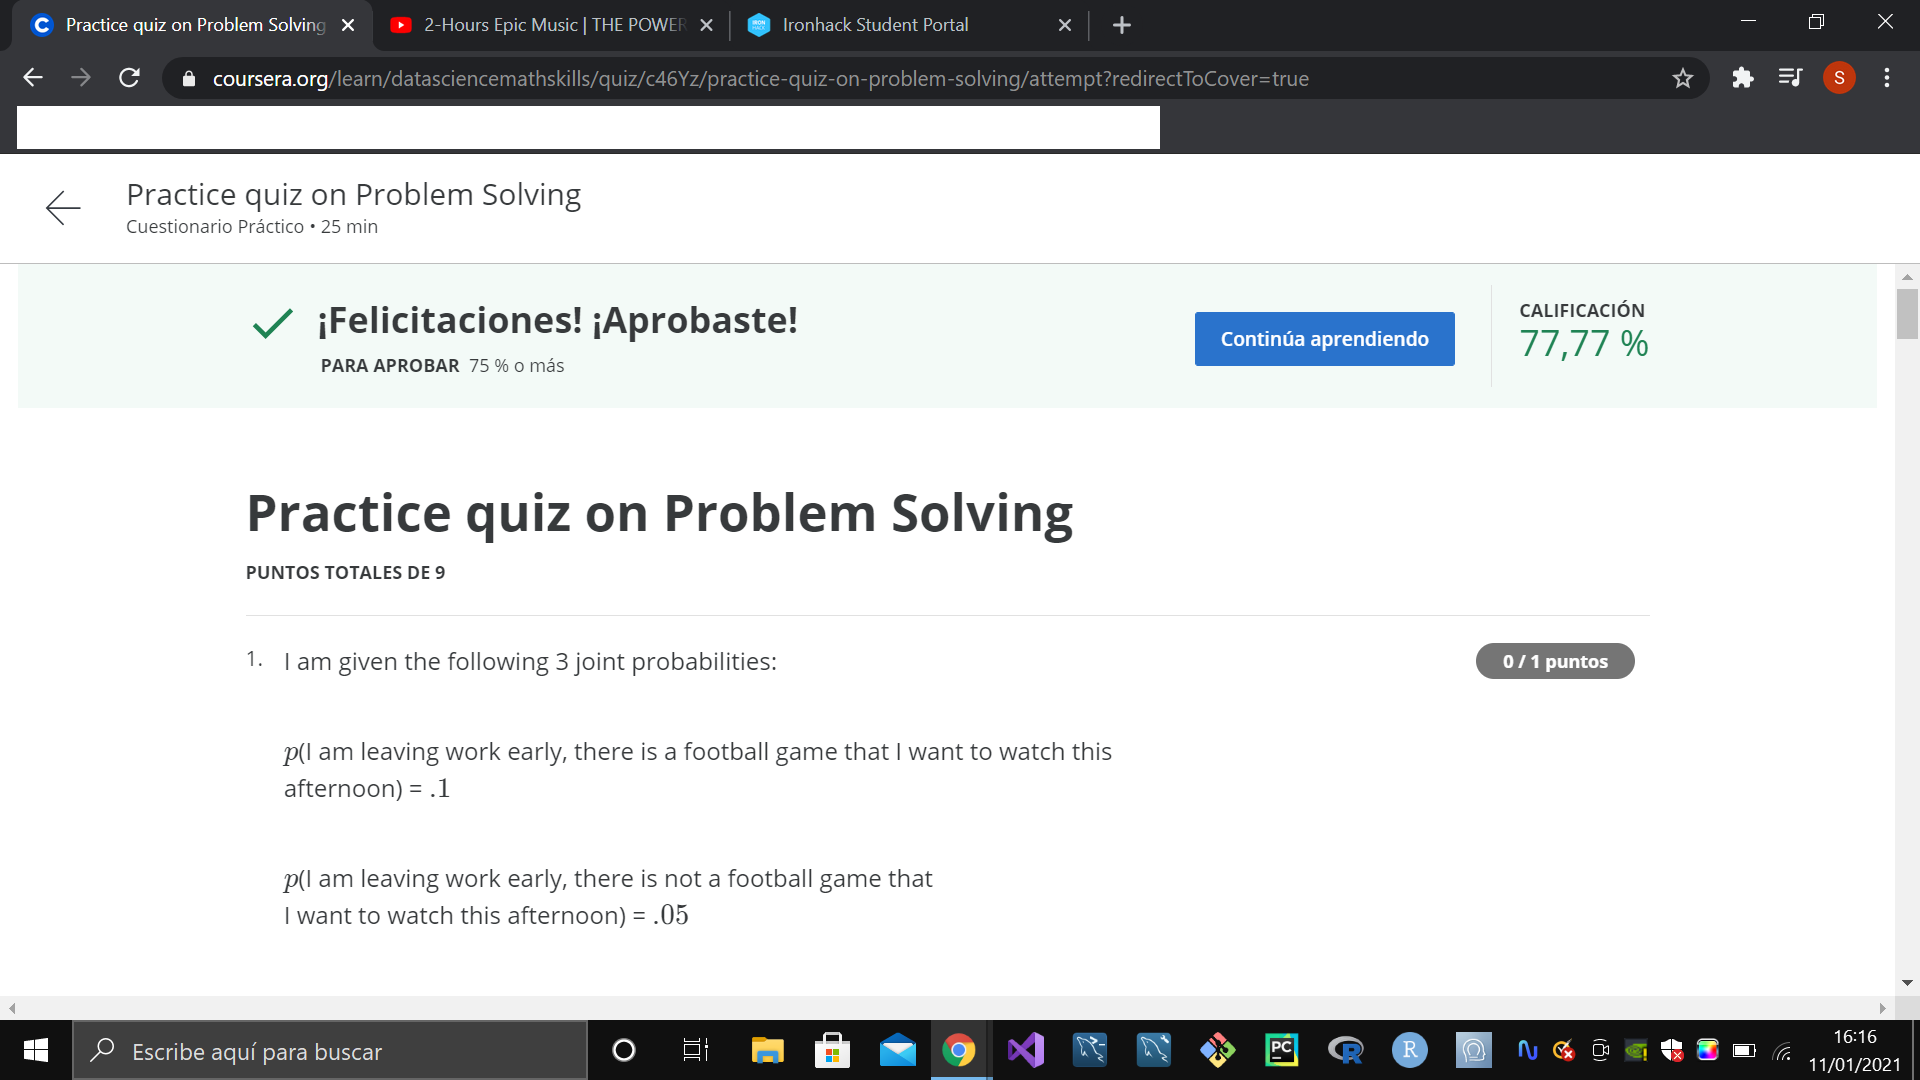 Practice quiz on Problem Solving
2-Hours Epic Music | THE POWER
Ironhack Student Portal
coursera.org/learn/datasciencemathskills/quiz/c46Yz/practice-quiz-on-problem-solving/attempt?redirectToCover=true
S
Practice quiz on Problem Solving
Cuestionario Práctico • 25 min
¡Felicitaciones! ¡Aprobaste!
PARA APROBAR 75 % o más
Continúa aprendiendo
CALIFICACIÓN
77,77 %
Practice quiz on Problem Solving
PUNTOS TOTALES DE 9
1. I am given the following 3 joint probabilities:
0 / 1 puntos
p(I am leaving work early, there is a football game that I want to watch this
afternoon) = .1
p(I am leaving work early, there is not a football game that
I want to watch this afternoon) = .05
Escribe aquí para buscar
PC
R
R
16:16
11/01/2021